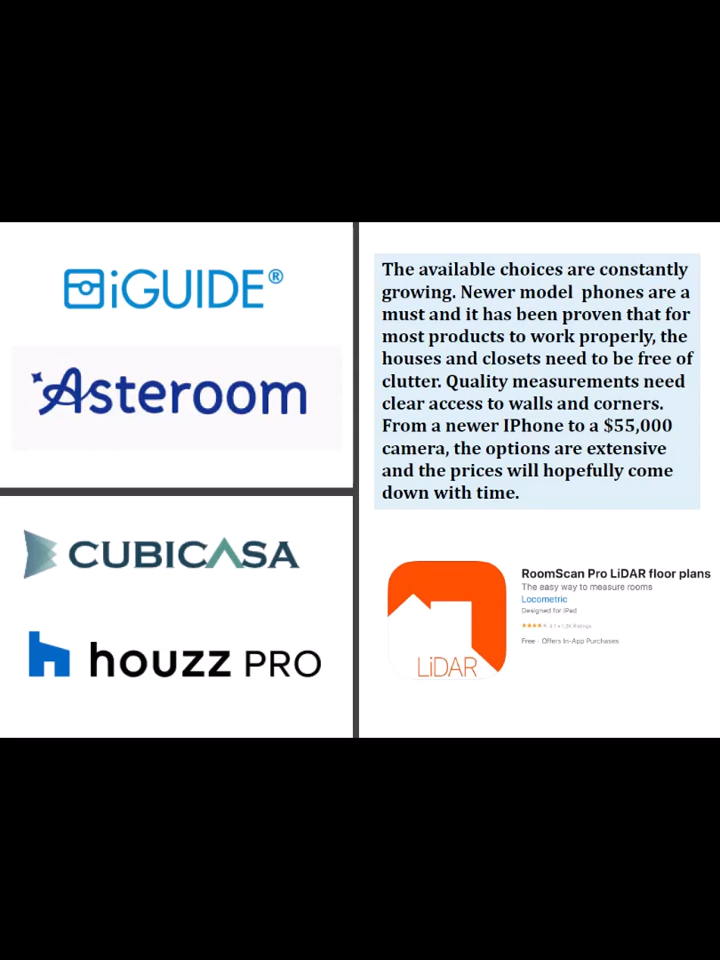 iGUIDE®
Asteroom
CUBICASA
houzz PRO
The available choices are constantly
growing. Newer model phones are a
must and it has been proven that for
most products to work properly, the
houses and closets need to be free of
clutter. Quality measurements need
clear access to walls and corners.
From a newer IPhone to a $55,000
camera, the options are extensive
and the prices will hopefully come
down with time.
LiDAR
RoomScan Pro LiDAR floor plans
The easy way to measure rooms
Locometric
Designed for iPad
Ratings
Free · Offers In-App Purchases